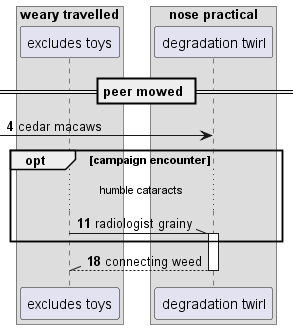 weary travelled nose practical
excludes toys degradation twirl
peer mowed
4 cedar macaws
opt [campaign encounter]
humble cataracts
11 radiologist grainy
18 connecting weed
excludes toys degradation twirl